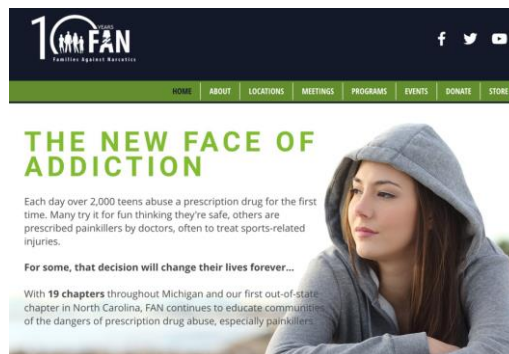 10 YEARS FAN
Families Against Narcotics
HOME ABOUT LOCATIONS MEETINGS PROGRAMS EVENTS DONATE STORE
THE NEW FACE OF
ADDICTION
Each day over 2,000 teens abuse a prescription drug for the first
time. Many try it for fun thinking they're safe, others are
prescribed painkillers by doctors, often to treat sports-related
injuries.
For some, that decision will change their lives forever...
With 19 chapters throughout Michigan and our first out-of-state
chapter in North Carolina, FAN continues to educate communities
of the dangers of prescription drug abuse, especially painkillers.